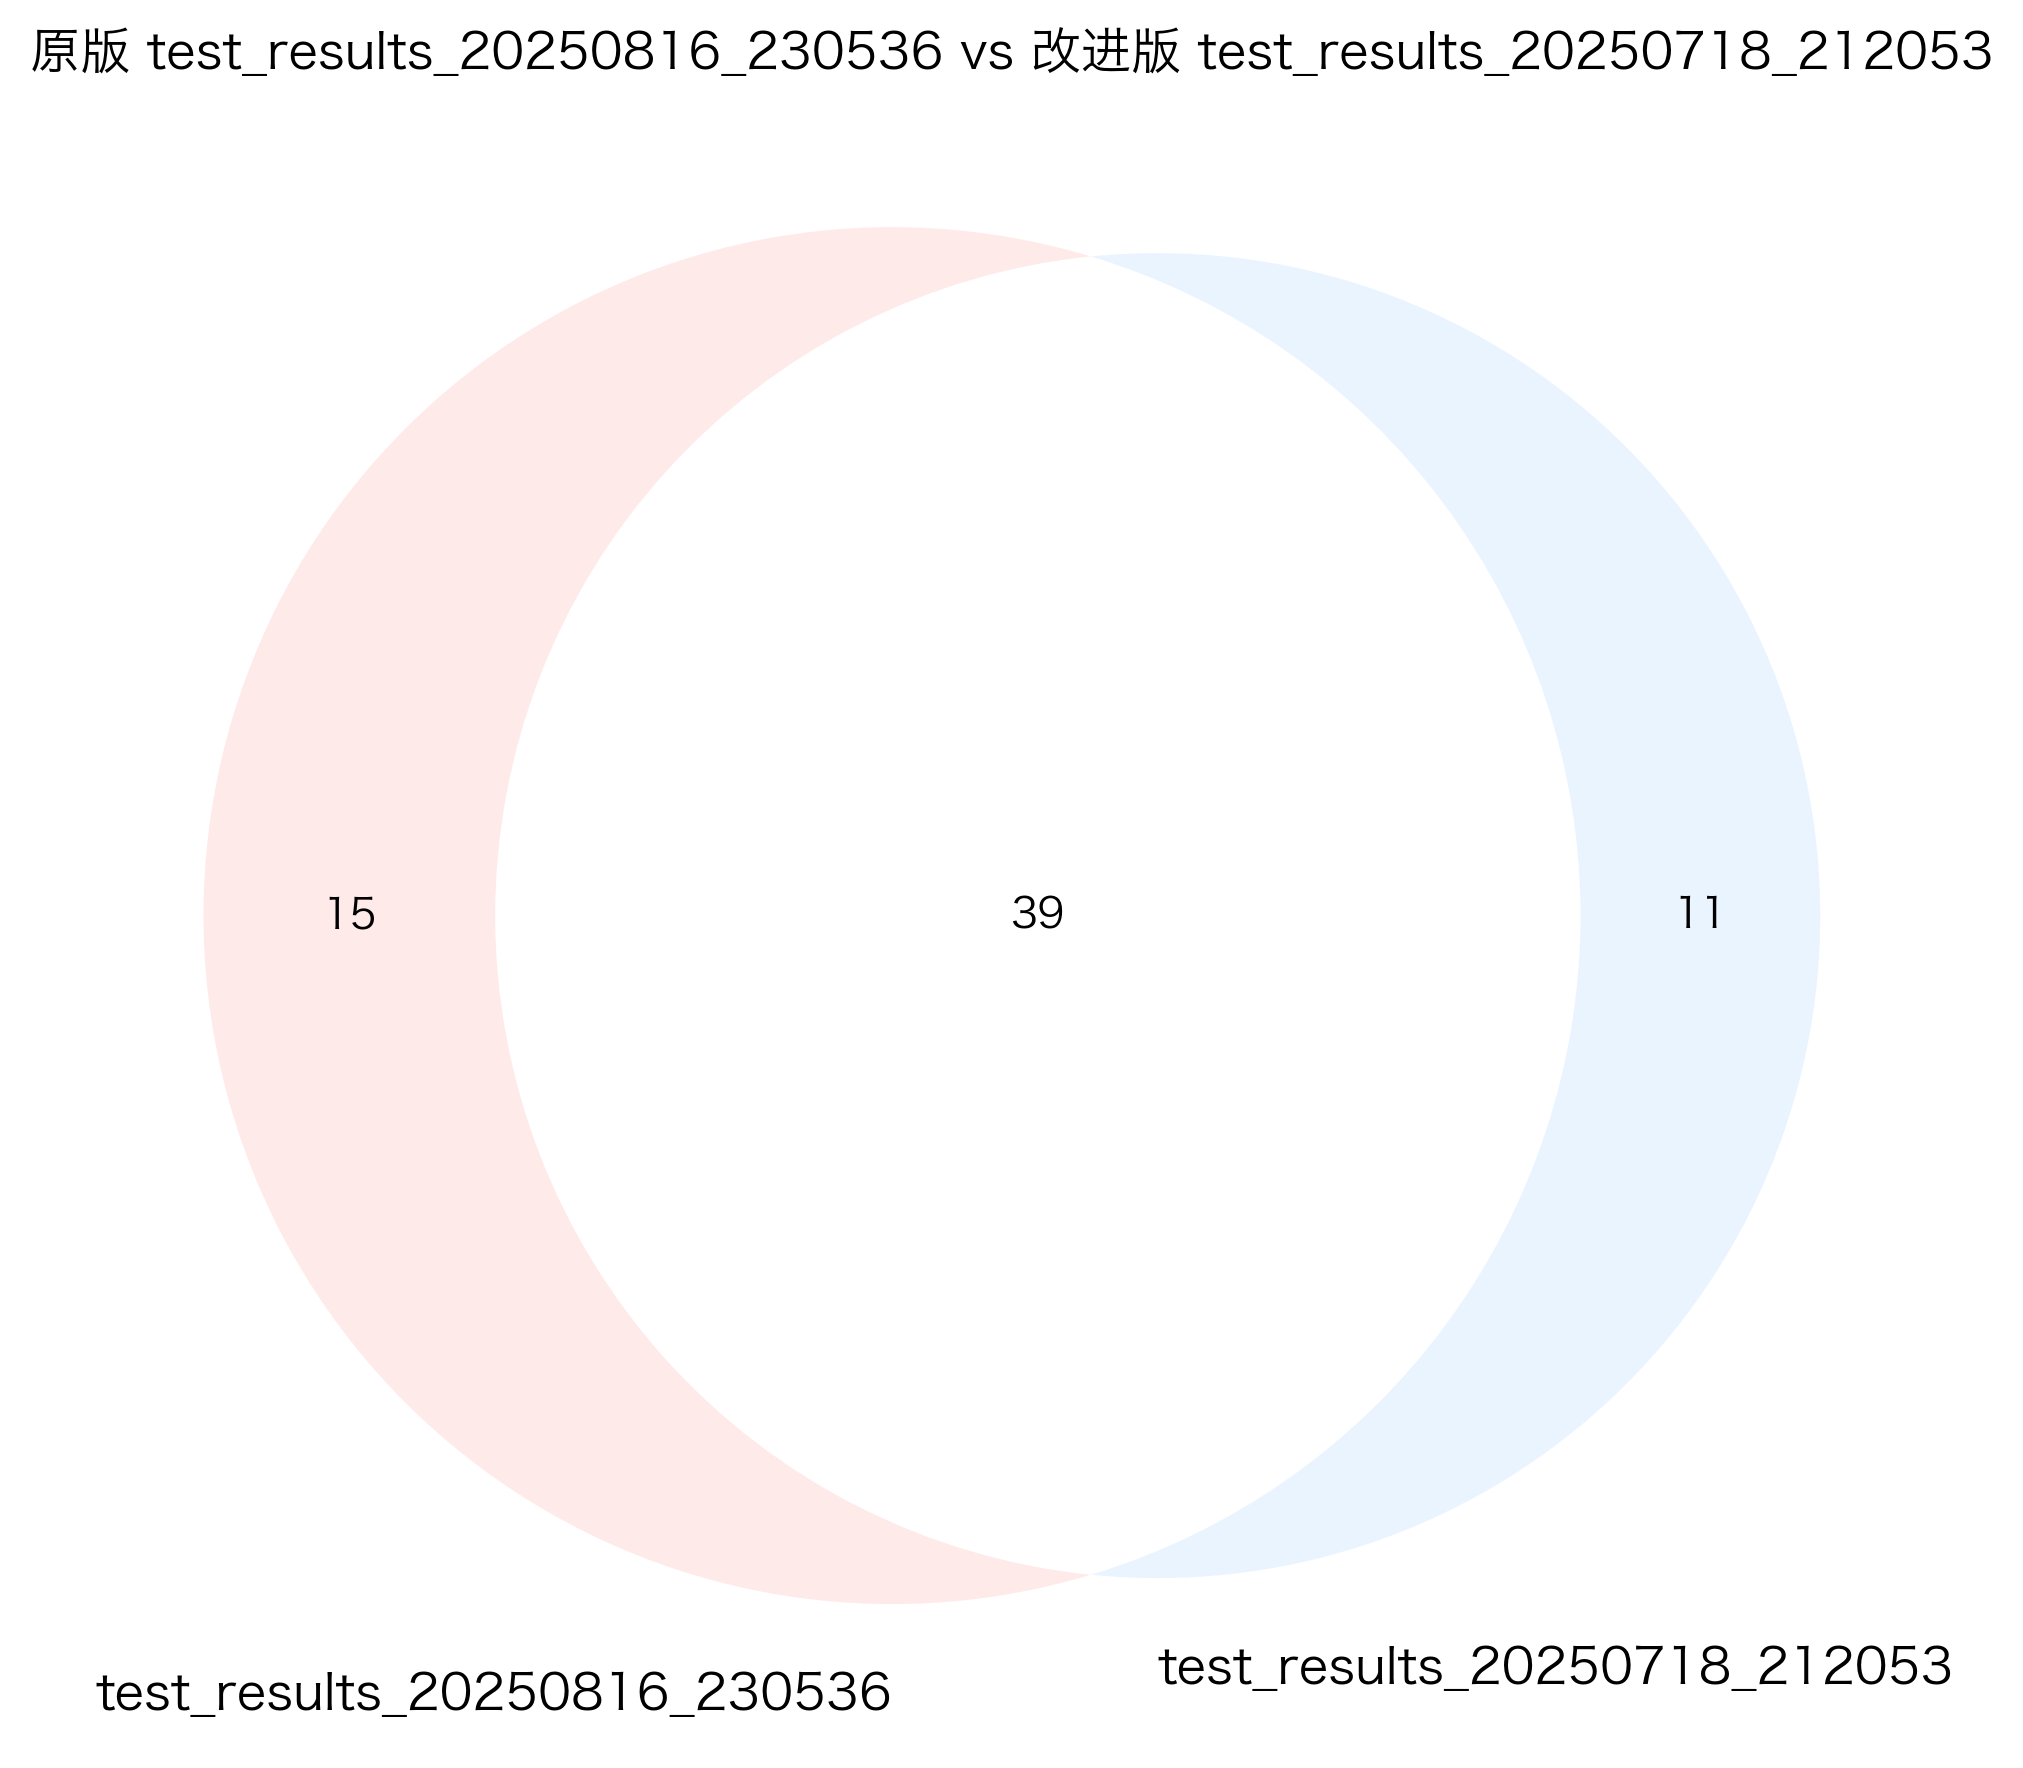 原版 test_results_20250816_230536 vs 改进版 test_results_20250718_212053
15
39
11
test_results_20250816_230536
test_results_20250718_212053